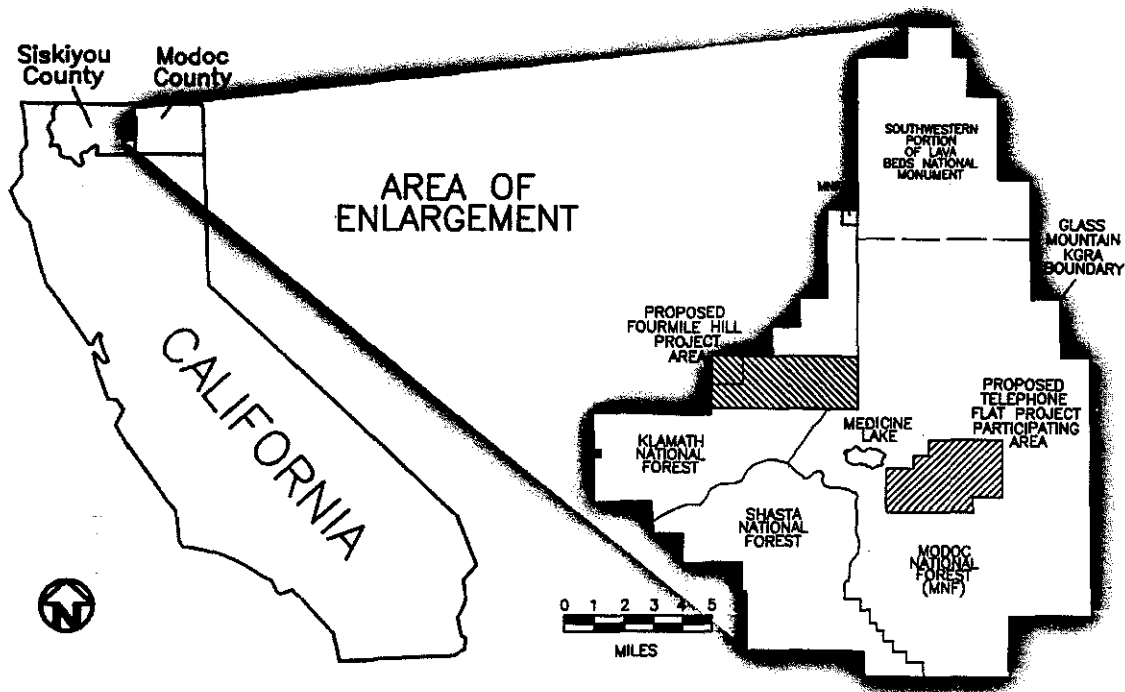 Siskiyou
County
Modoc
County
AREA OF
ENLARGEMENT
CALIFORNIA
N
SOUTHWESTERN
PORTION
OF LAVA
BEDS NATIONAL
MONUMENT
MNF
GLASS
MOUNTAIN
KGRA
BOUNDARY
PROPOSED
FOURMILE HILL
PROJECT
AREA
PROPOSED
TELEPHONE
FLAT PROJECT
PARTICIPATING
AREA
MEDICINE
LAKE
KLAMATH
NATIONAL
FOREST
SHASTA
NATIONAL
FOREST
MODOC
NATIONAL
FOREST
(MNF)
0 1 2 3 4 5
MILES